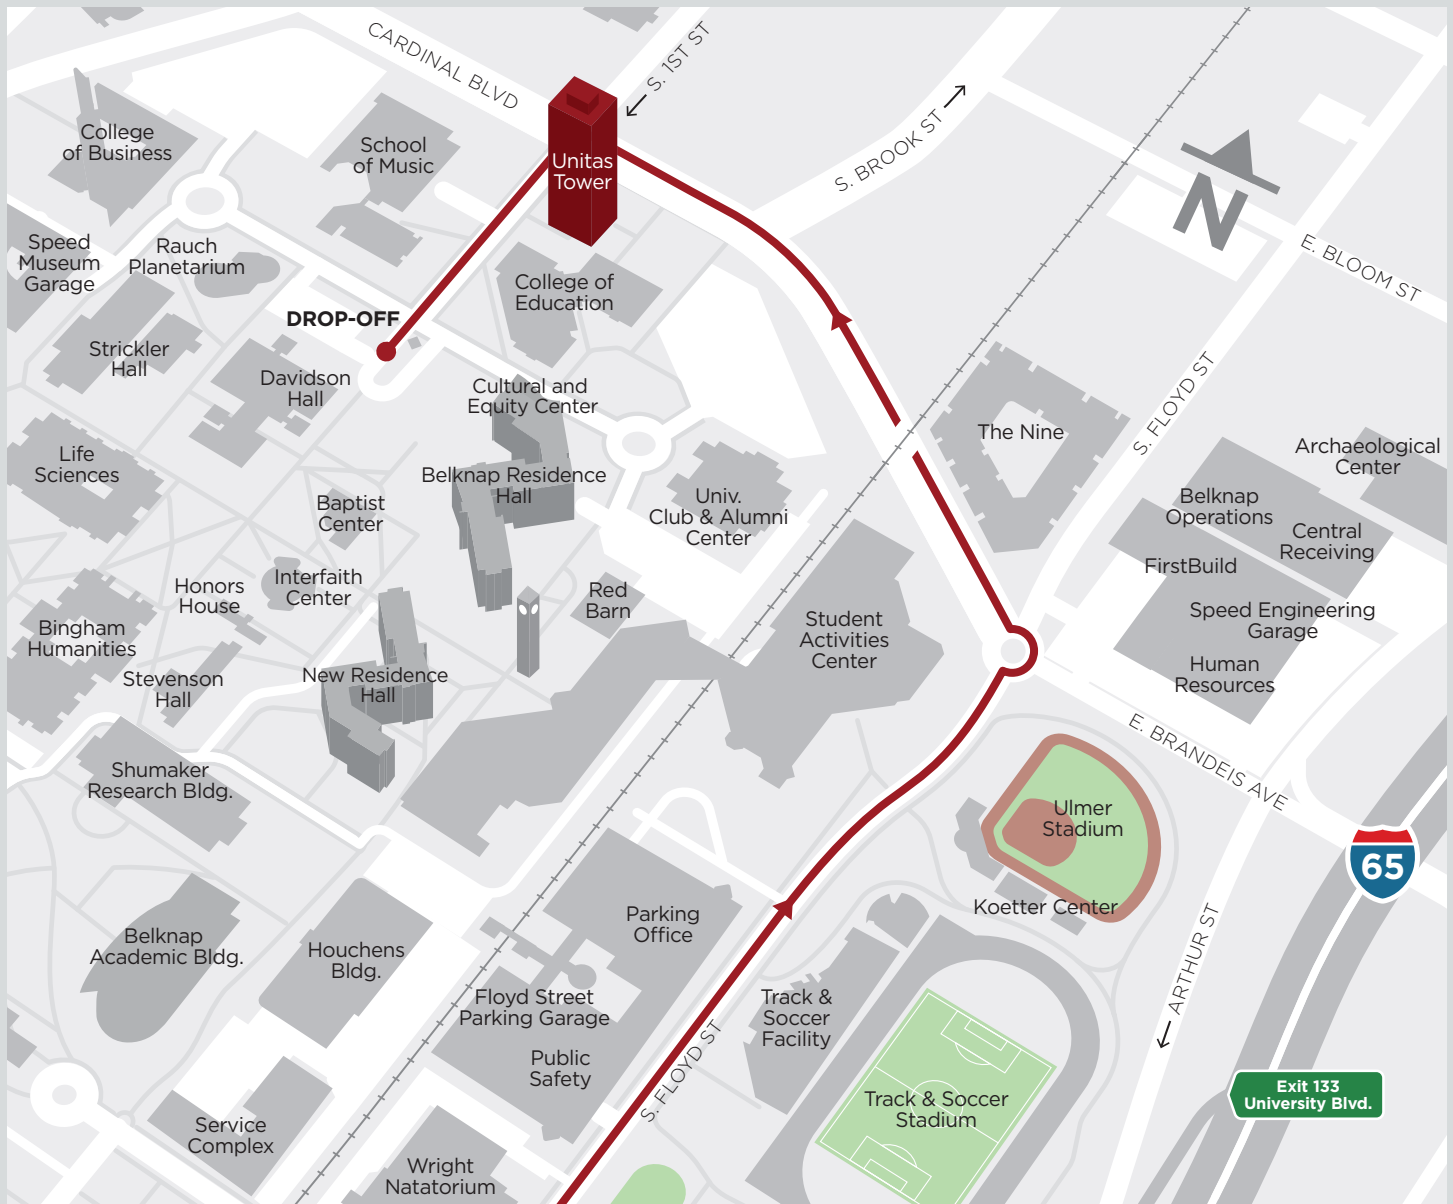 CARDINAL BLVD
S. 1ST ST
College
of Business
School
of Music
Unitas
Tower
S. BROOK ST
N
Speed
Museum
Garage
Rauch
Planetarium
College of
Education
E. BLOOM ST
DROP-OFF
Strickler
Hall
Davidson
Hall
Cultural and
Equity Center
The Nine
S. FLOYD ST
Archaeological
Center
Life
Sciences
Belknap Residence
Hall
Baptist
Center
Univ.
Club & Alumni
Center
Belknap
Operations
Central
Receiving
FirstBuild
Honors
House
Interfaith
Center
Red
Barn
Student
Activities
Center
Speed Engineering
Garage
Bingham
Humanities
Stevenson
Hall
New Residence
Hall
Human
Resources
E. BRANDEIS AVE
Shumaker
Research Bldg.
Ulmer
Stadium
65
Koetter Center
Parking
Office
Belknap
Academic Bldg.
Houchens
Bldg.
ARTHUR ST
Floyd Street
Parking Garage
Track &
Soccer
Facility
Public
Safety
S. FLOYD ST
Track & Soccer
Stadium
Exit 133
University Blvd.
Service
Complex
Wright
Natatorium